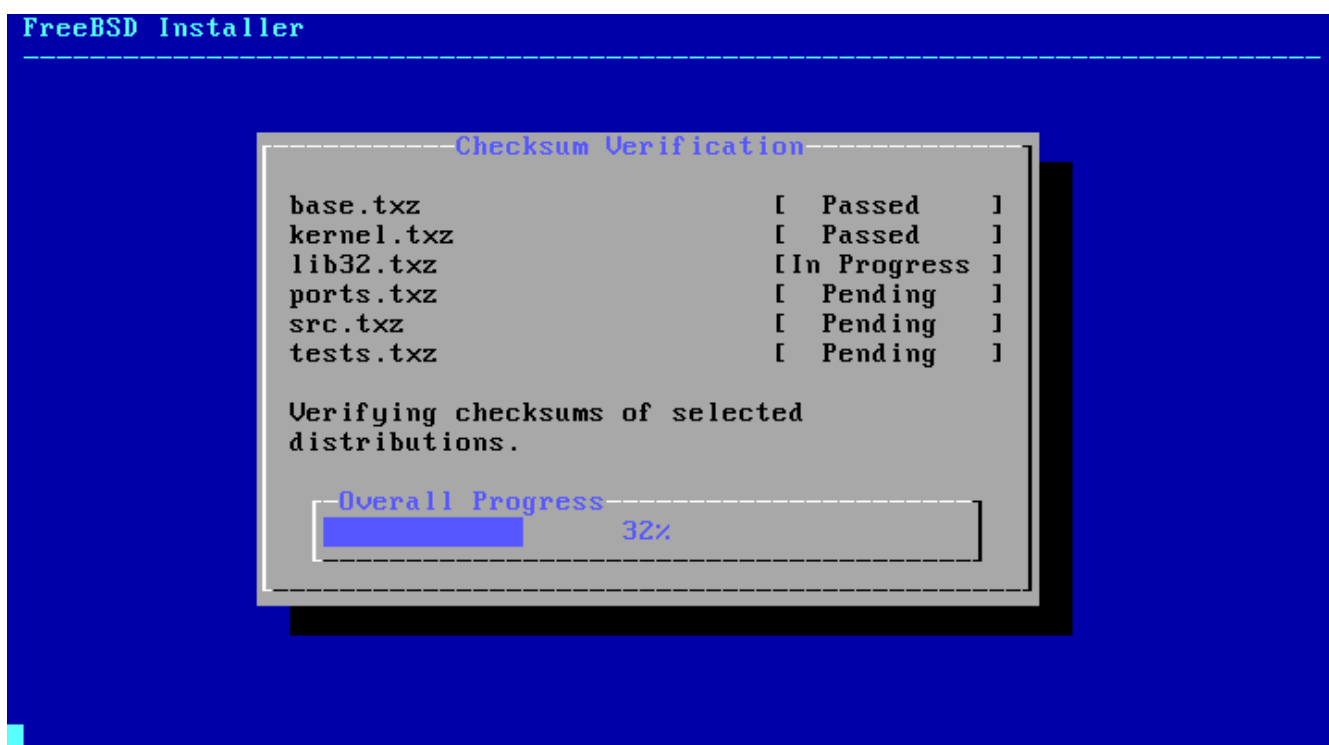 FreeBSD Installer
Checksum Verification
base.txz [ Passed ]
kernel.txz [ Passed ]
lib32.txz [In Progress ]
ports.txz [ Pending ]
src.txz [ Pending ]
tests.txz [ Pending ]
Verifying checksums of selected
distributions.
Overall Progress
32%